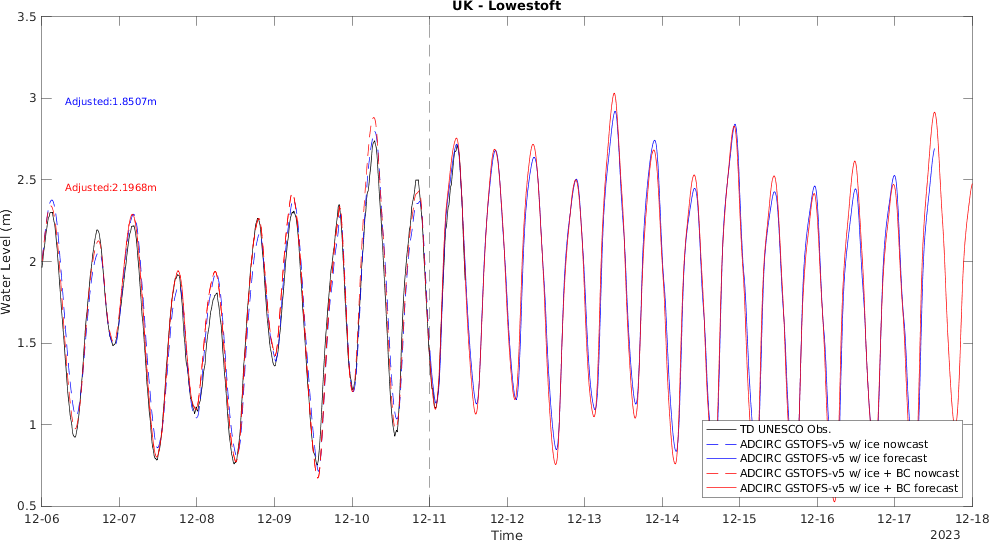 UK - Lowestoft
3.5
3
2.5
2
1.5
1
0.5
Water Level (m)
Adjusted:1.8507m
Adjusted:2.1968m
TD UNESCO Obs.
ADCIRC GSTOFS-v5 w/ ice nowcast
ADCIRC GSTOFS-v5 w/ ice forecast
ADCIRC GSTOFS-v5 w/ ice + BC nowcast
ADCIRC GSTOFS-v5 w/ ice + BC forecast
12-06 12-07 12-08 12-09 12-10 12-11 12-12 12-13 12-14 12-15 12-16 12-17 12-18
Time
2023